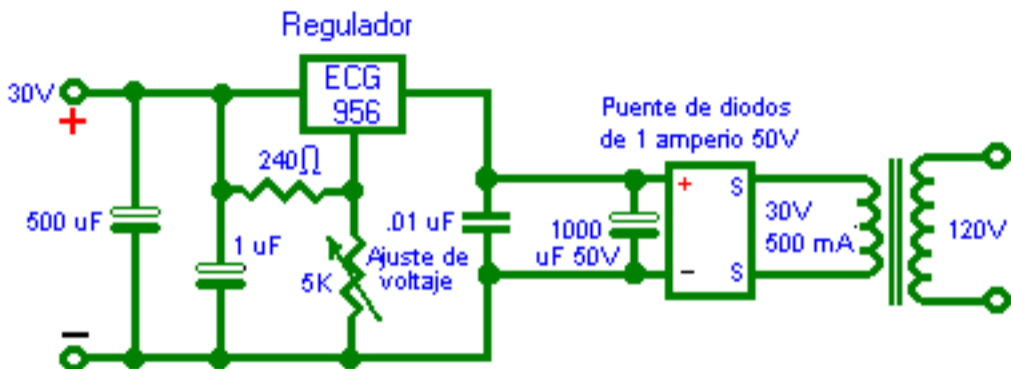 Regulador
ECG
956
30V
+
240Ω
500 uF
1 uF
5K
Ajuste de
voltaje
.01 uF
1000
uF 50V
Puente de diodos
de 1 amperio 50V
+
S
−
S
30V
500 mA
120V
−